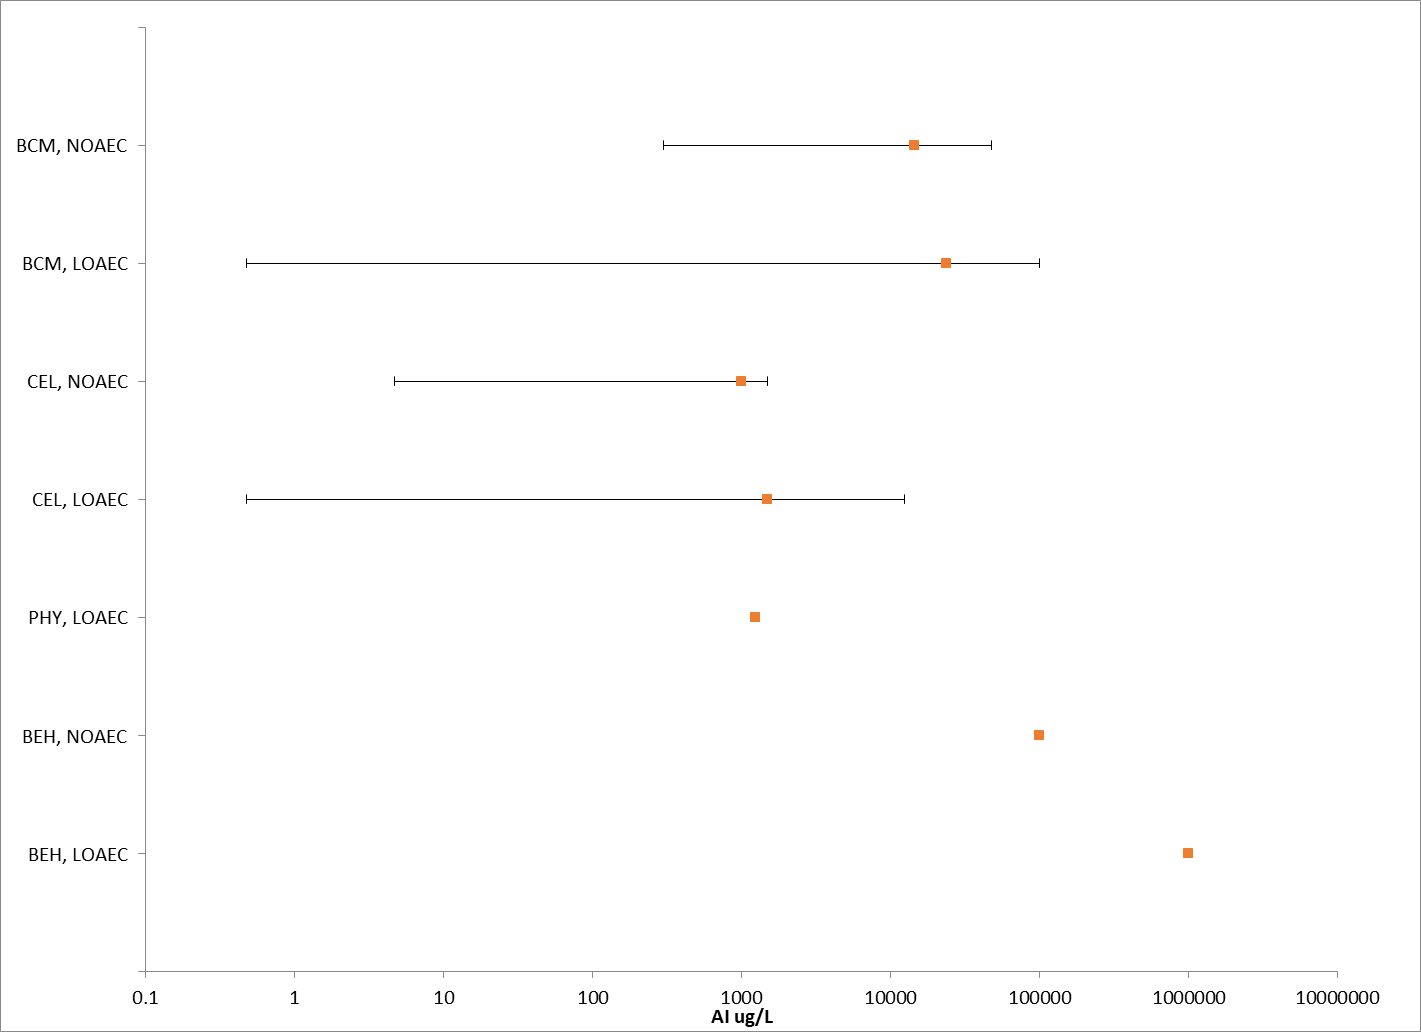 BCM, NOAEC
BCM, LOAEC
CEL, NOAEC
CEL, LOAEC
PHY, LOAEC
BEH, NOAEC
BEH, LOAEC
0.1 1 10 100 1000 10000 100000 1000000 10000000
AI ug/L